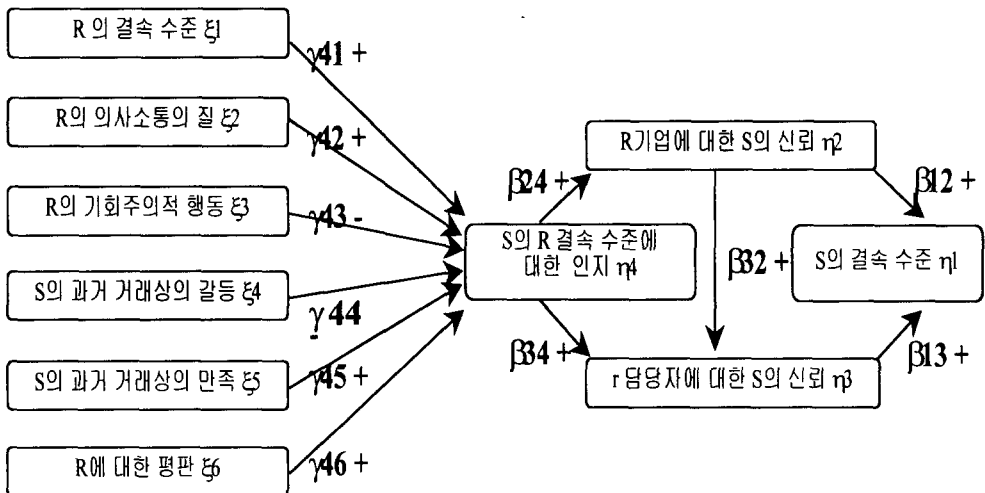 R 의 결속 수준 ξ1
γ41 +
R의 의사소통의 질 ξ2
γ42 +
R의 기회주의적 행동 ξ3
γ43 -
S의 과거 거래상의 갈등 ξ4
γ44
-
S의 과거 거래상의 만족 ξ5
γ45 +
R에 대한 평판 ξ6
γ46 +
S의 R 결속 수준에
대한 인지 η4
β24 +
β34 +
R기업에 대한 S의 신뢰 η2
β32 +
r 담당자에 대한 S의 신뢰 η3
β12 +
β13 +
S의 결속 수준 η1